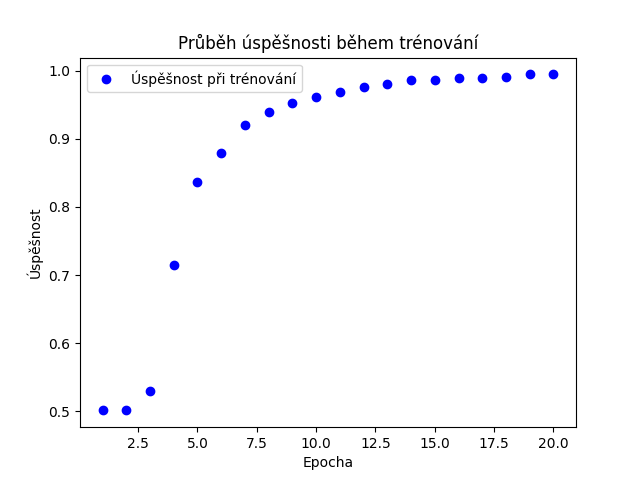 Průběh úspěšnosti během trénování
Úspěšnost při trénování
1.0
0.9
0.8
0.7
0.6
0.5
Úspěšnost
2.5 5.0 7.5 10.0 12.5 15.0 17.5 20.0
Epocha